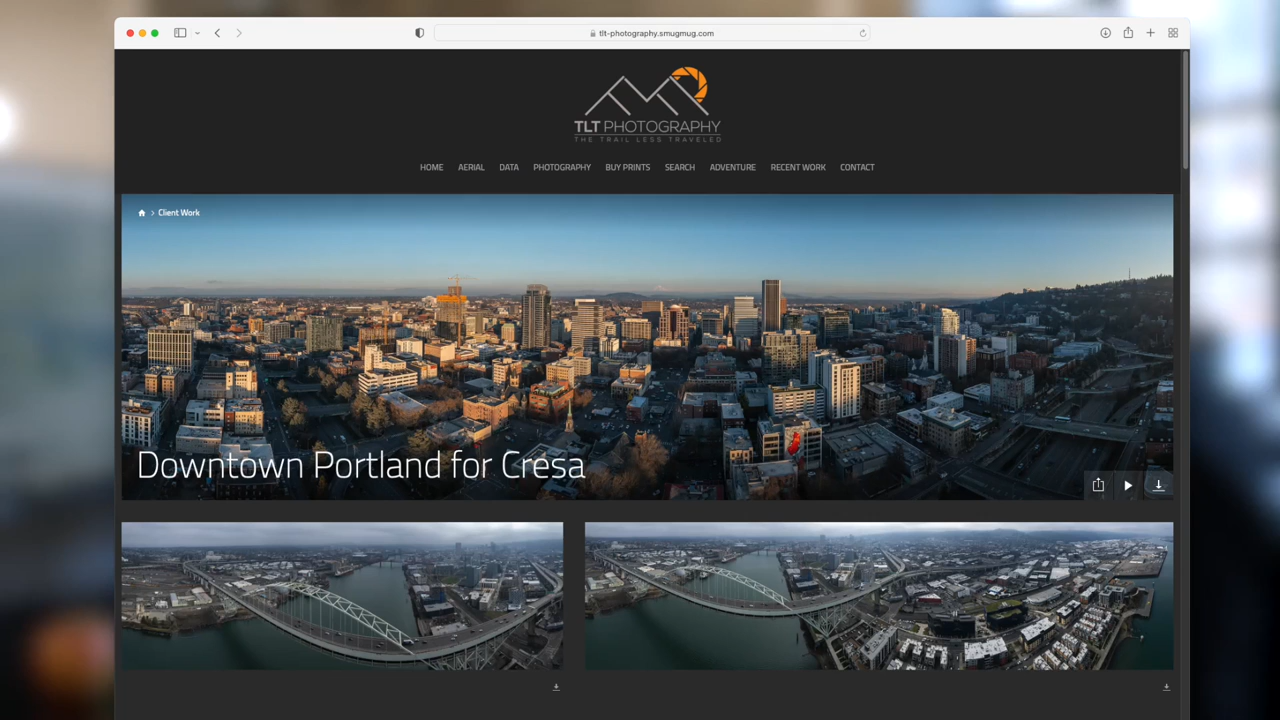 tlt-photography.smugmug.com
TLT PHOTOGRAPHY
THE TRAIL LESS TRAVELED
HOME AERIAL DATA PHOTOGRAPHY BUY PRINTS SEARCH ADVENTURE RECENT WORK CONTACT
Client Work
Downtown Portland for Cresa